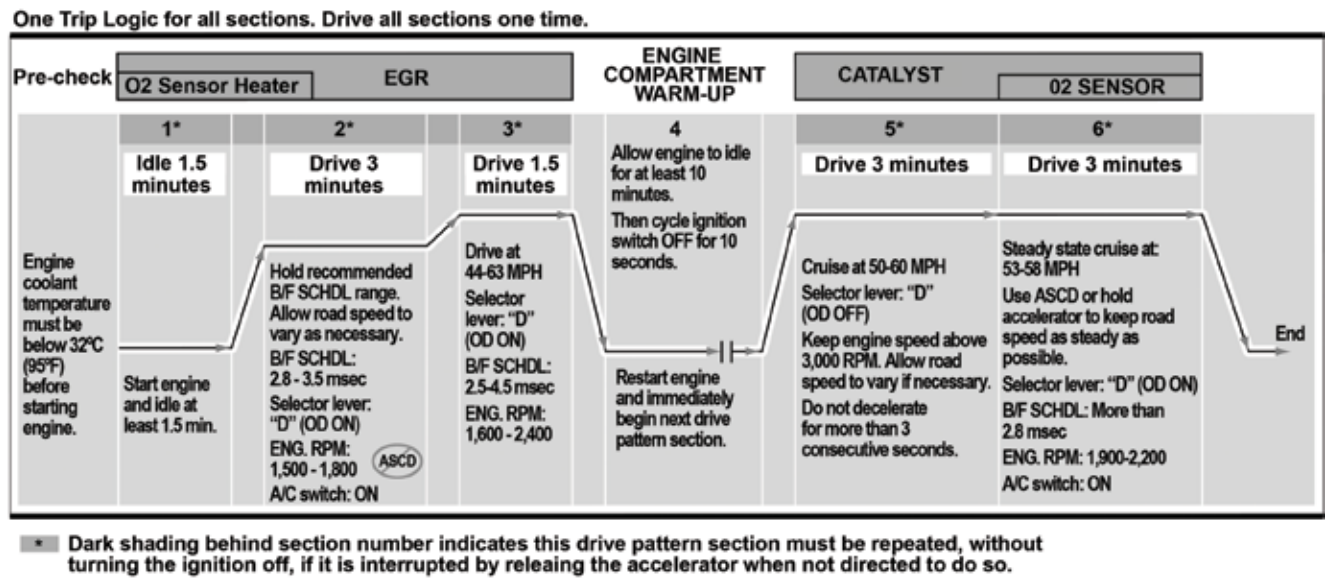 One Trip Logic for all sections. Drive all sections one time.
Pre-check
O2 Sensor Heater
EGR
ENGINE
COMPARTMENT
WARM-UP
CATALYST
02 SENSOR
Engine
coolant
temperature
must be
below 32ºC
(95ºF)
before
starting
engine.
1*
Idle 1.5
minutes
Start engine
and idle at
least 1.5 min.
2*
Drive 3
minutes
Hold recommended
B/F SCHDL range.
Allow road speed to
vary as necessary.
B/F SCHDL:
2.8 - 3.5 msec
Selector lever:
“D” (OD ON)
ENG. RPM:
1,500 - 1,800
ASCD
A/C switch: ON
3*
Drive 1.5
minutes
Drive at
44-63 MPH
Selector
lever: “D”
(OD ON)
B/F SCHDL:
2.5-4.5 msec
ENG. RPM:
1,600 - 2,400
4
Allow engine to idle
for at least 10
minutes.
Then cycle ignition
switch OFF for 10
seconds.
Restart engine
and immediately
begin next drive
pattern section.
5*
Drive 3 minutes
Cruise at 50-60 MPH
Selector lever: “D”
(OD OFF)
Keep engine speed above
3,000 RPM. Allow road
speed to vary if necessary.
Do not decelerate
for more than 3
consecutive seconds.
6*
Drive 3 minutes
Steady state cruise at:
53-58 MPH
Use ASCD or hold
accelerator to keep road
speed as steady as
possible.
Selector lever: “D” (OD ON)
B/F SCHDL: More than
2.8 msec
ENG. RPM: 1,900-2,200
A/C switch: ON
End
* Dark shading behind section number indicates this drive pattern section must be repeated, without
turning the ignition off, if it is interrupted by releaing the accelerator when not directed to do so.